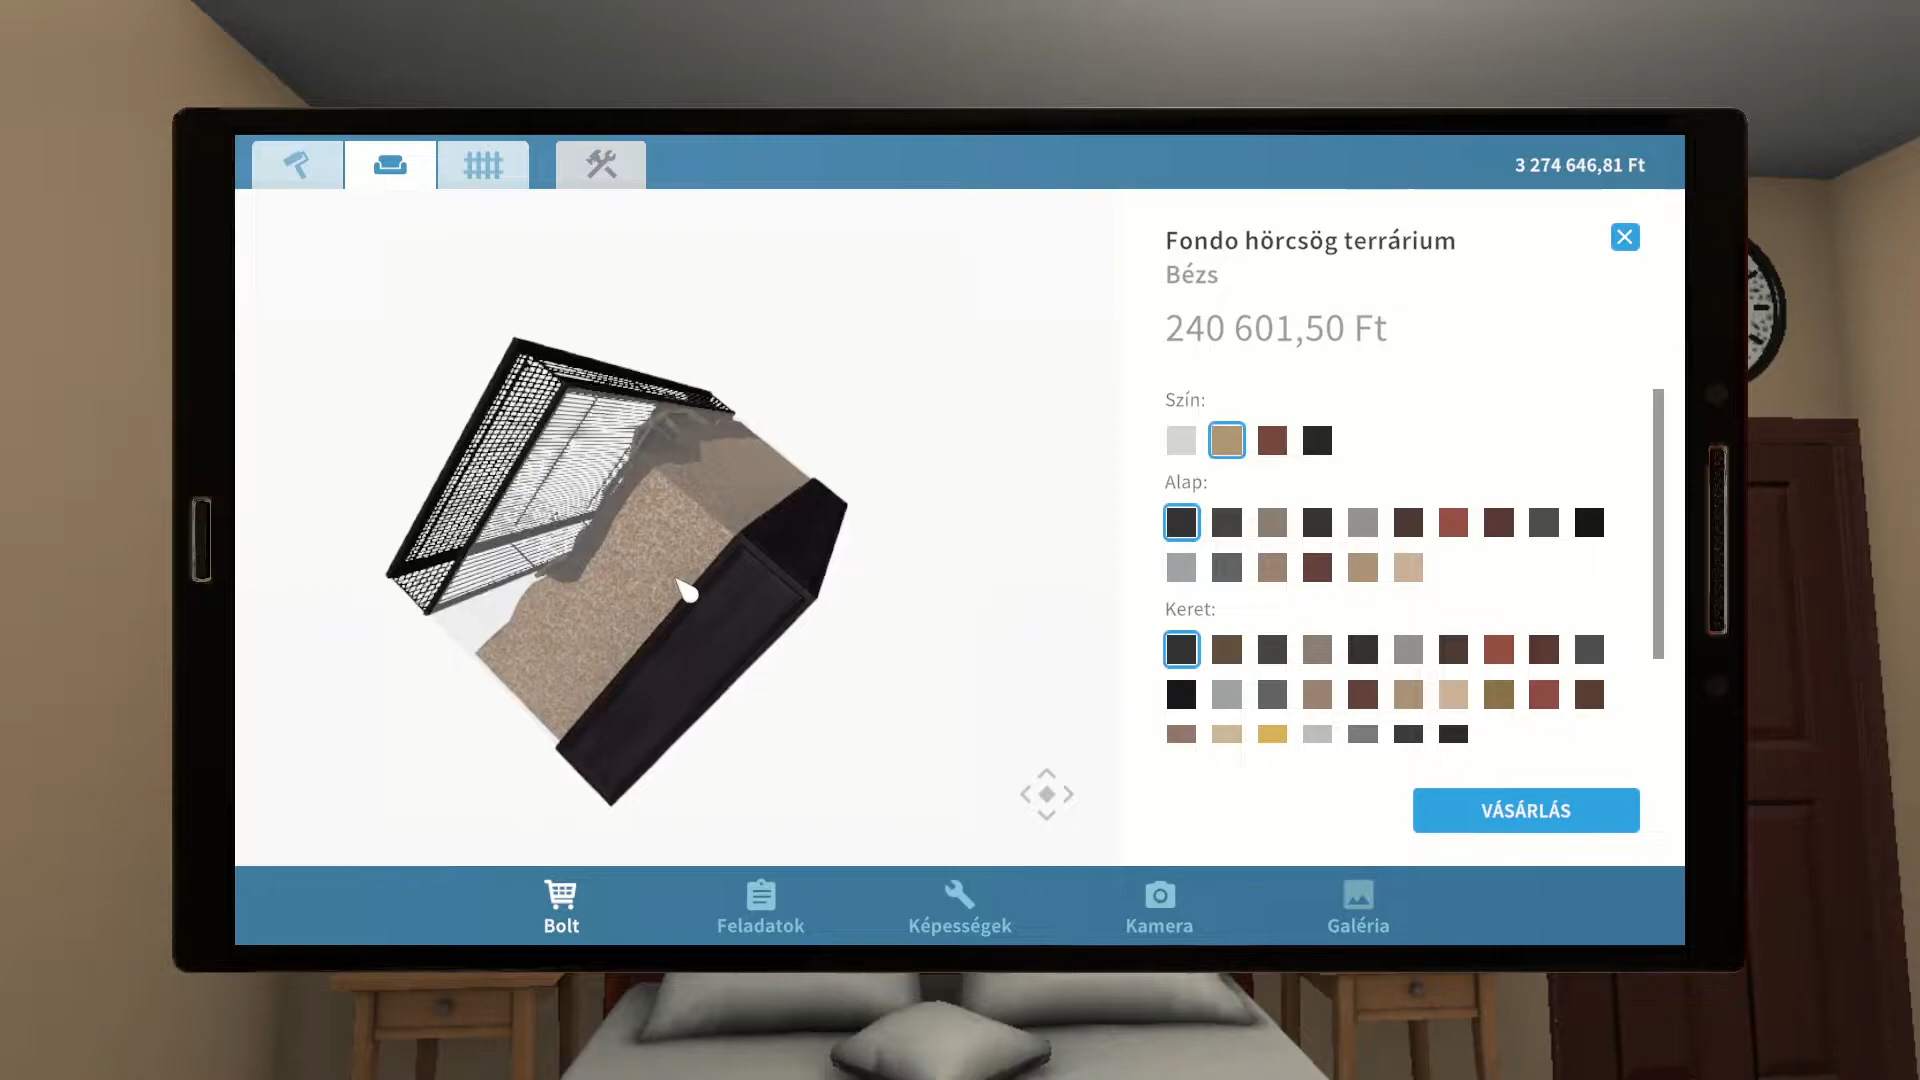 3 274 646,81 Ft
Fondo hörcsög terrárium
Bézs
240 601,50 Ft
Szín:
Alap:
Keret:
VÁSÁRLÁS
Bolt
Feladatok
Képességek
Kamera
Galéria